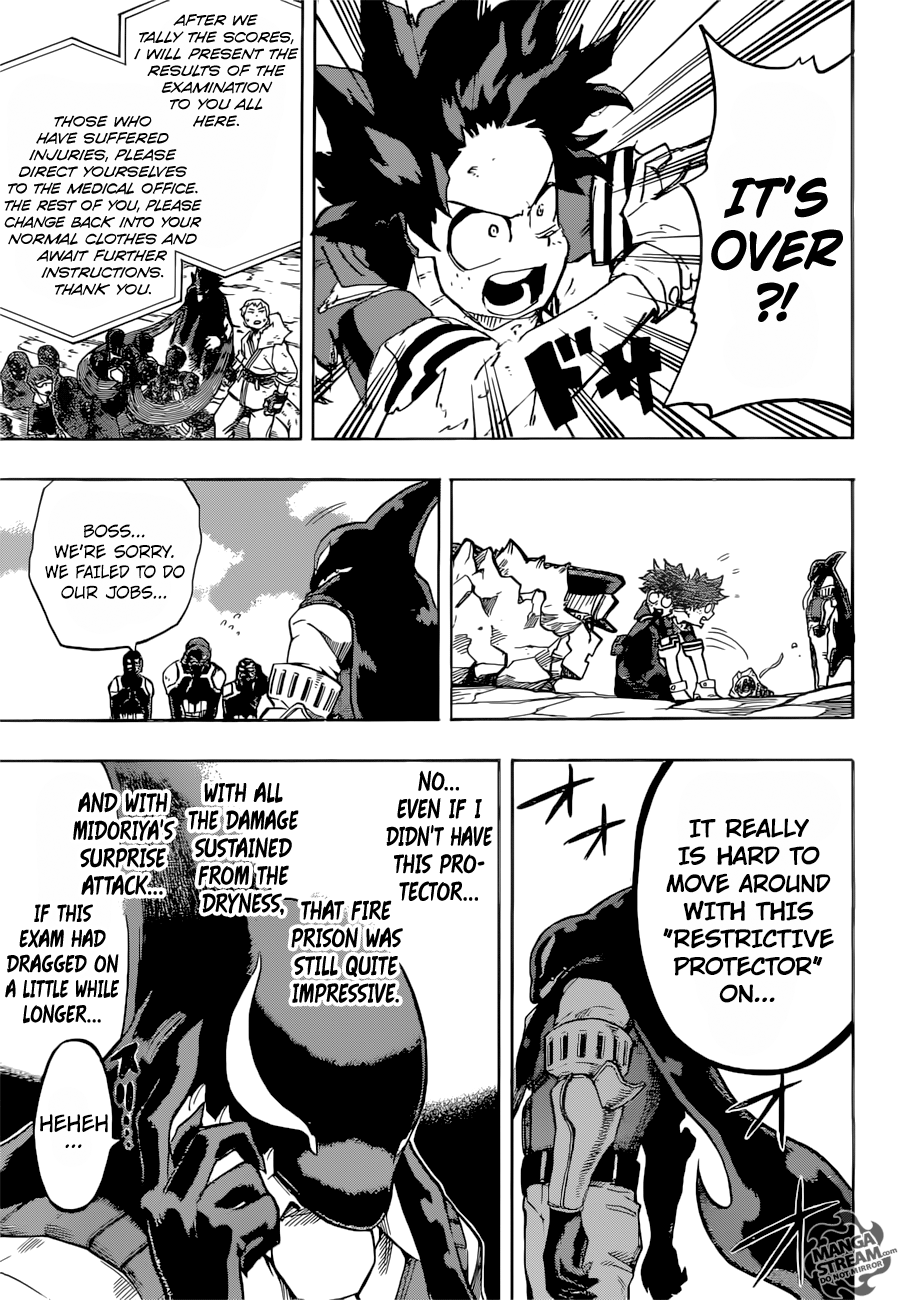 IT'S
OVER
?!
ドサ
AFTER WE
TALLY THE SCORES,
I WILL PRESENT THE
RESULTS OF THE
EXAMINATION
TO YOU ALL
HERE.
THOSE WHO
HAVE SUFFERED
INJURIES, PLEASE
DIRECT YOURSELVES
TO THE MEDICAL OFFICE.
THE REST OF YOU, PLEASE
CHANGE BACK INTO YOUR
NORMAL CLOTHES AND
AWAIT FURTHER
INSTRUCTIONS.
THANK YOU.
BOSS...
WE'RE SORRY.
WE FAILED TO DO
OUR JOBS...
IT REALLY
IS HARD TO
MOVE AROUND
WITH THIS
"RESTRICTIVE
PROTECTOR"
ON...
NO...
EVEN IF I
DIDN'T HAVE
THIS PRO-
TECTOR...
THAT FIRE
PRISON WAS
STILL QUITE
IMPRESSIVE.
WITH ALL
THE DAMAGE
SUSTAINED
FROM THE
DRYNESS,
AND WITH
MIDORIYA'S
SURPRISE
ATTACK...
IF THIS
EXAM HAD
DRAGGED ON
A LITTLE WHILE
LONGER...
HEHEH
...
MANGA
STREAM.com
DO NOT MIRROR